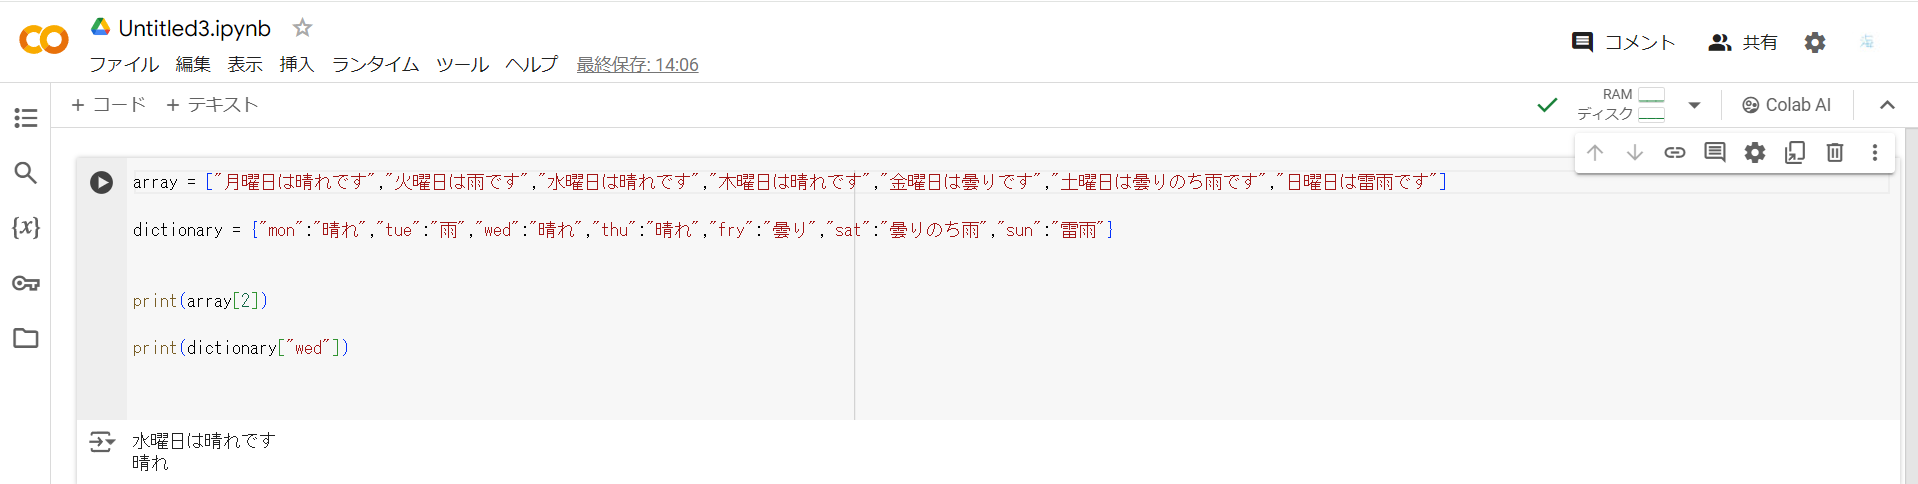 Untitled3.ipynb
ファイル 編集 表示 挿入 ランタイム ツール ヘルプ 最終保存: 14:06
コメント 共有
+ コード + テキスト
RAM
ディスク
Colab AI
{x}
array = ["月曜日は晴れです","火曜日は雨です","水曜日は晴れです","木曜日は晴れです","金曜日は曇りです","土曜日は曇りのち雨です","日曜日は雷雨です"]
dictionary = {"mon":"晴れ","tue":"雨","wed":"晴れ","thu":"晴れ","fry":"曇り","sat":"曇りのち雨","sun":"雷雨"}
print(array[2])
print(dictionary["wed"])
水曜日は晴れです
晴れ